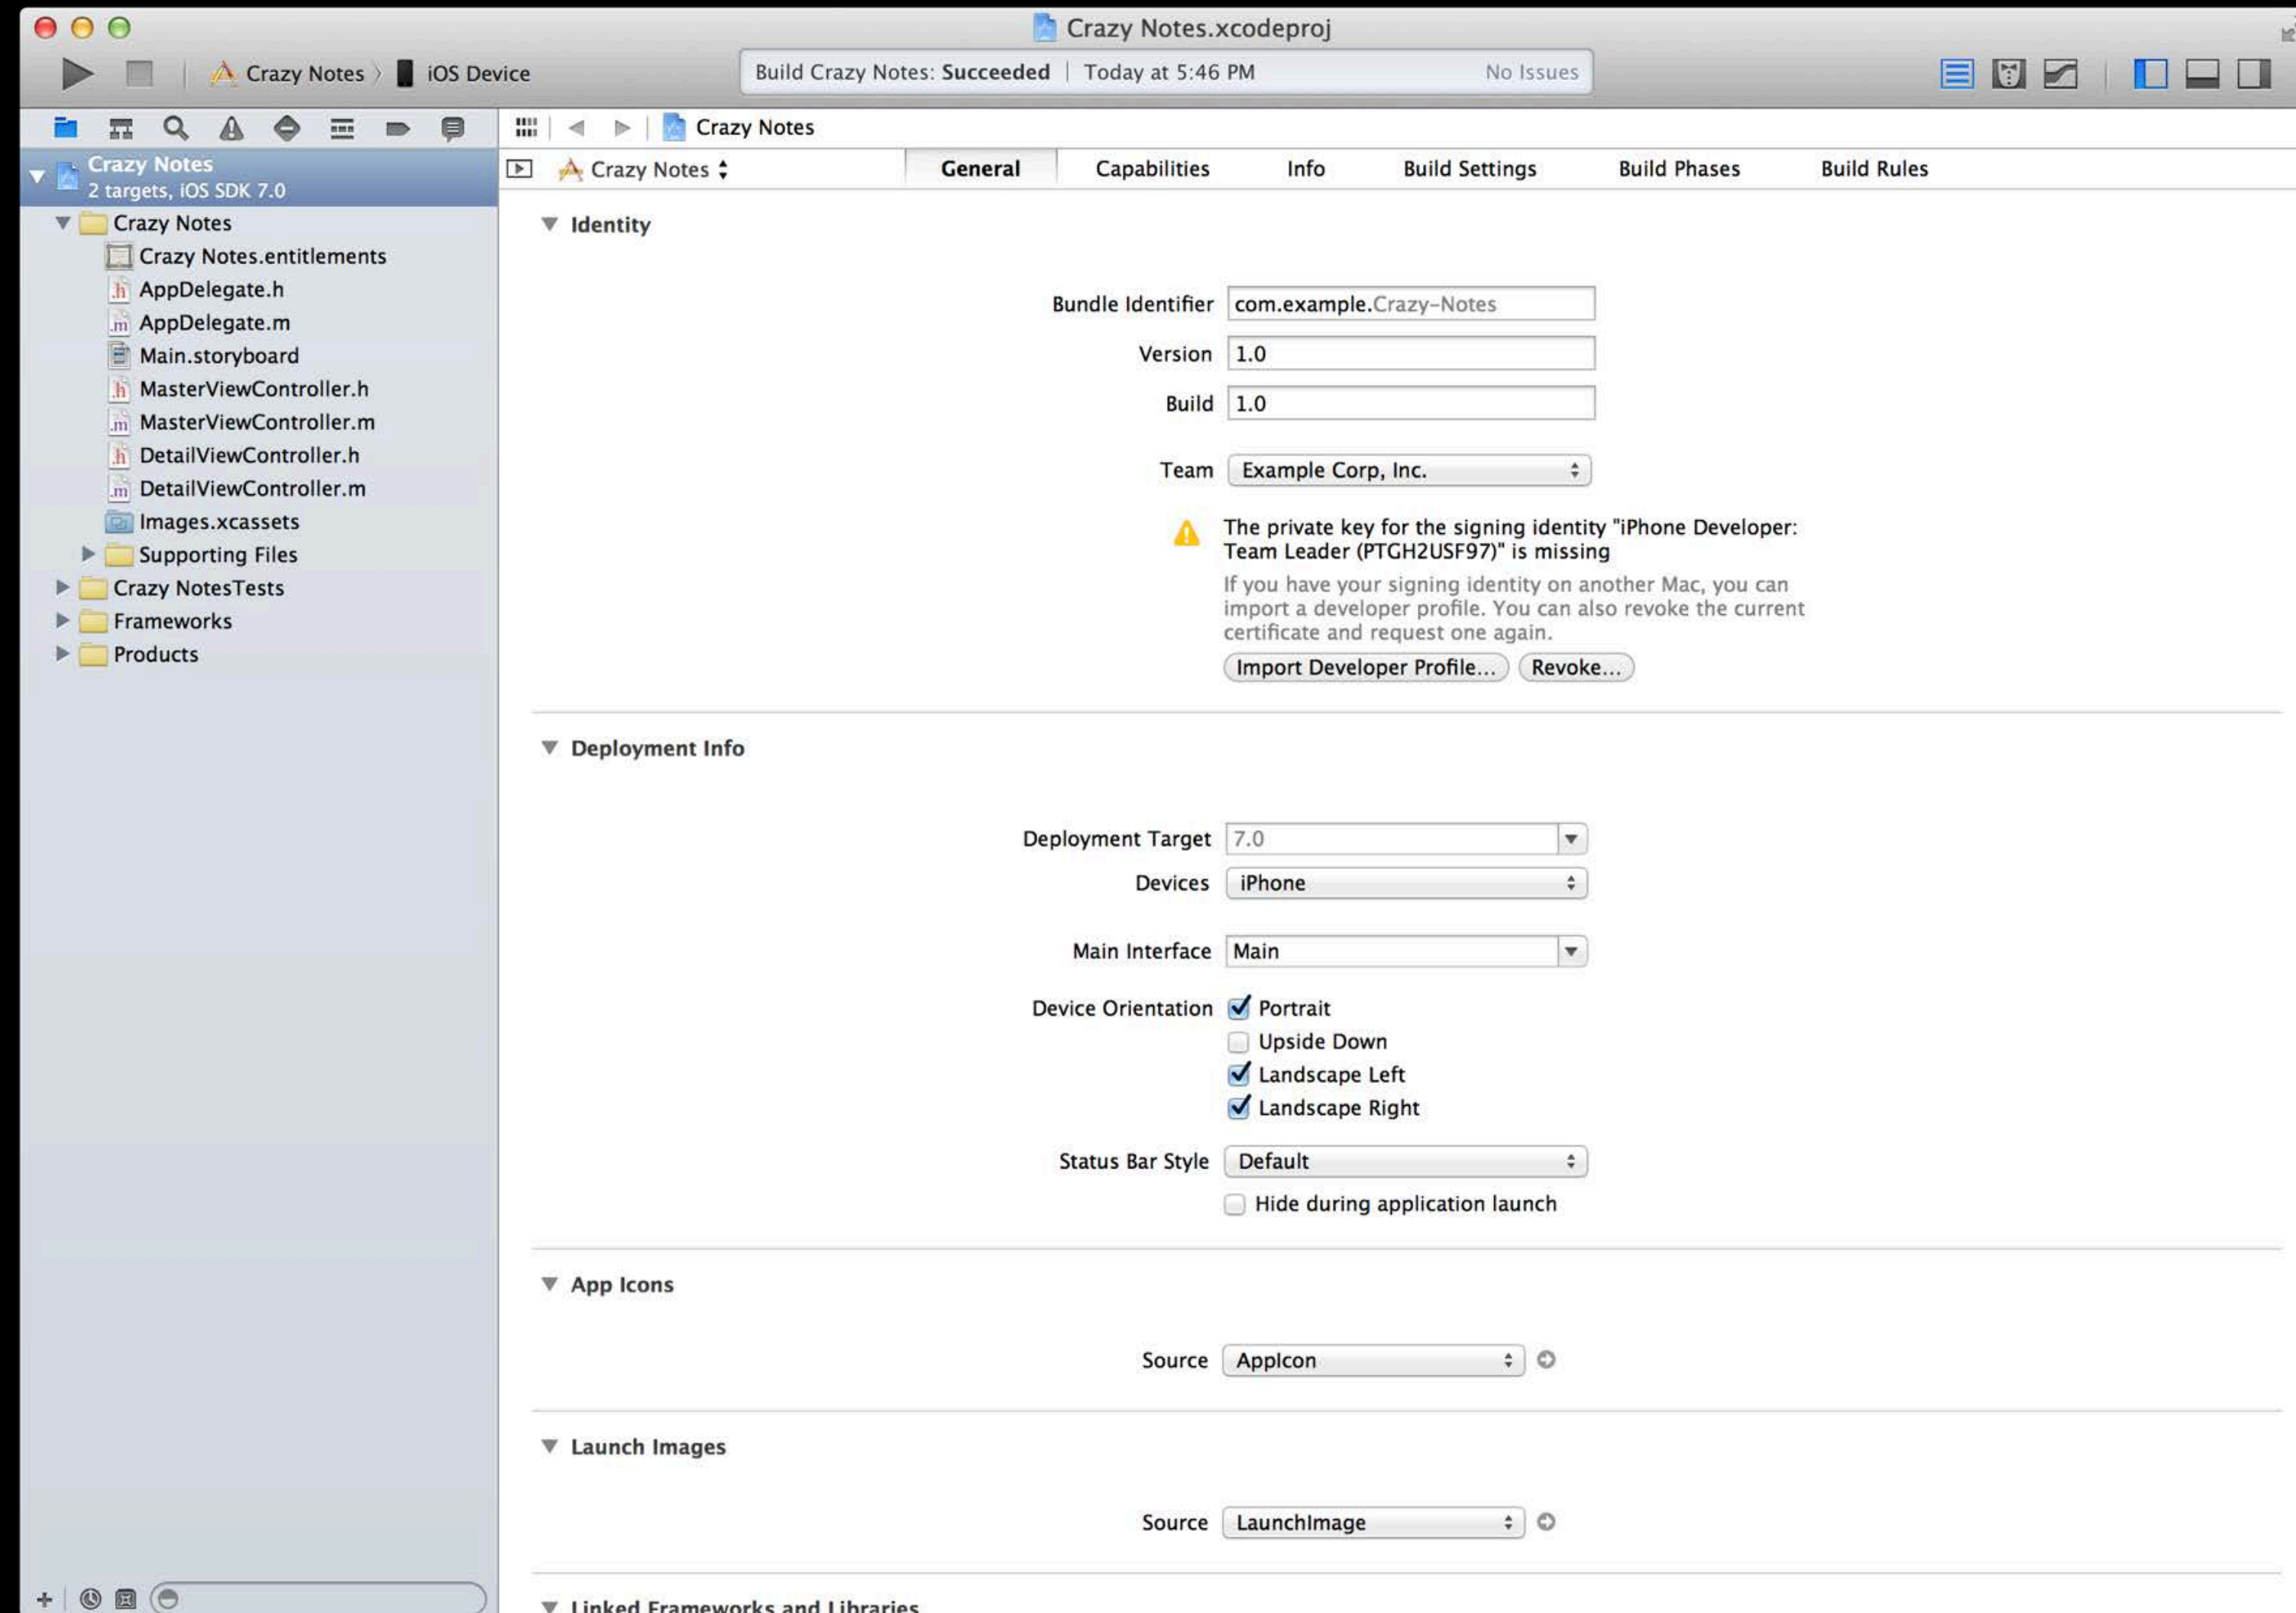 Crazy Notes.xcodeproj
Crazy Notes iOS Device
Build Crazy Notes: Succeeded | Today at 5:46 PM No Issues
Crazy Notes
Crazy Notes
2 targets, iOS SDK 7.0
Crazy Notes
Crazy Notes.entitlements
.h AppDelegate.h
.m AppDelegate.m
Main.storyboard
.h MasterViewController.h
.m MasterViewController.m
.h DetailViewController.h
.m DetailViewController.m
Images.xcassets
Supporting Files
Crazy NotesTests
Frameworks
Products
Crazy Notes General Capabilities Info Build Settings Build Phases Build Rules
Identity
Bundle Identifier com.example.Crazy-Notes
Version 1.0
Build 1.0
Team Example Corp, Inc.
The private key for the signing identity "iPhone Developer:
Team Leader (PTGH2USF97)" is missing
If you have your signing identity on another Mac, you can
import a developer profile. You can also revoke the current
certificate and request one again.
Import Developer Profile... Revoke...
Deployment Info
Deployment Target 7.0
Devices iPhone
Main Interface Main
Device Orientation Portrait
Upside Down
Landscape Left
Landscape Right
Status Bar Style Default
Hide during application launch
App Icons
Source AppIcon
Launch Images
Source LaunchImage
Linked Frameworks and Libraries